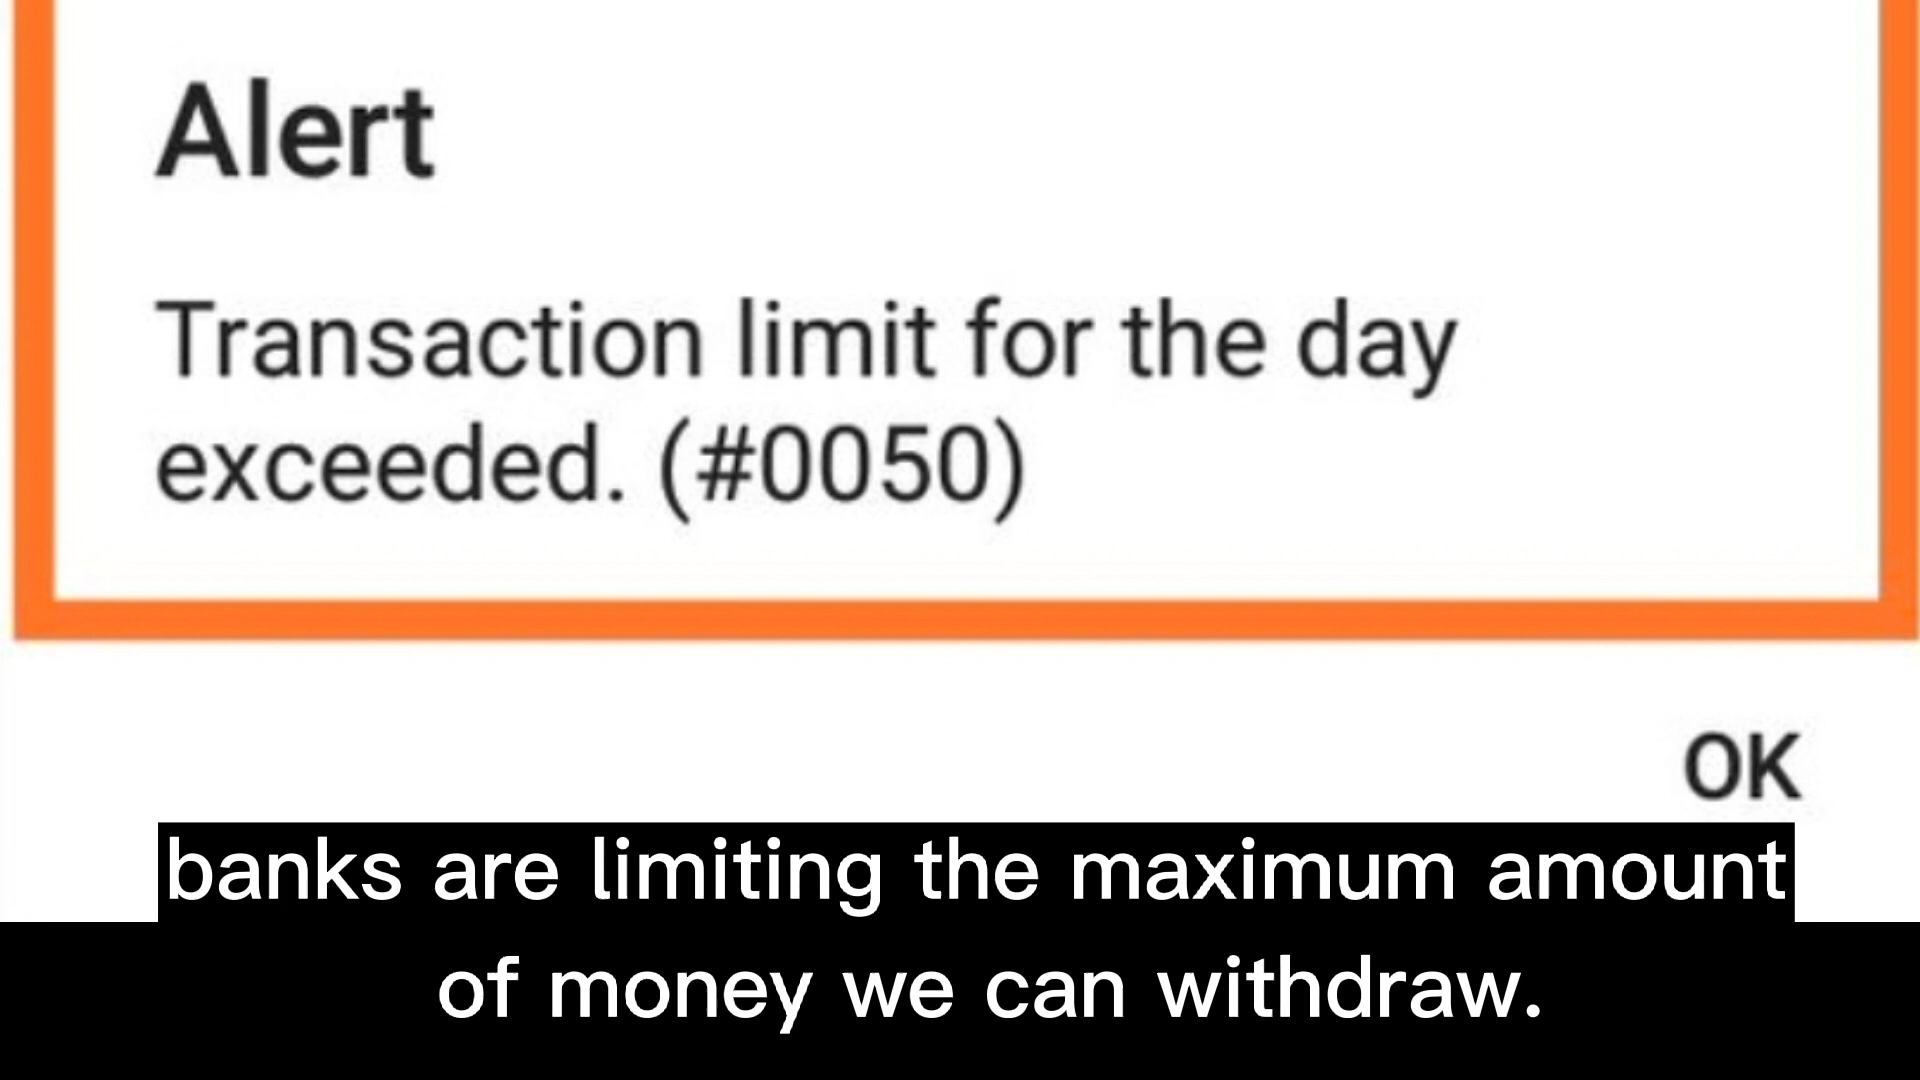 Alert
Transaction limit for the day
exceeded. (#0050)
OK
banks are limiting the maximum amount
of money we can withdraw.